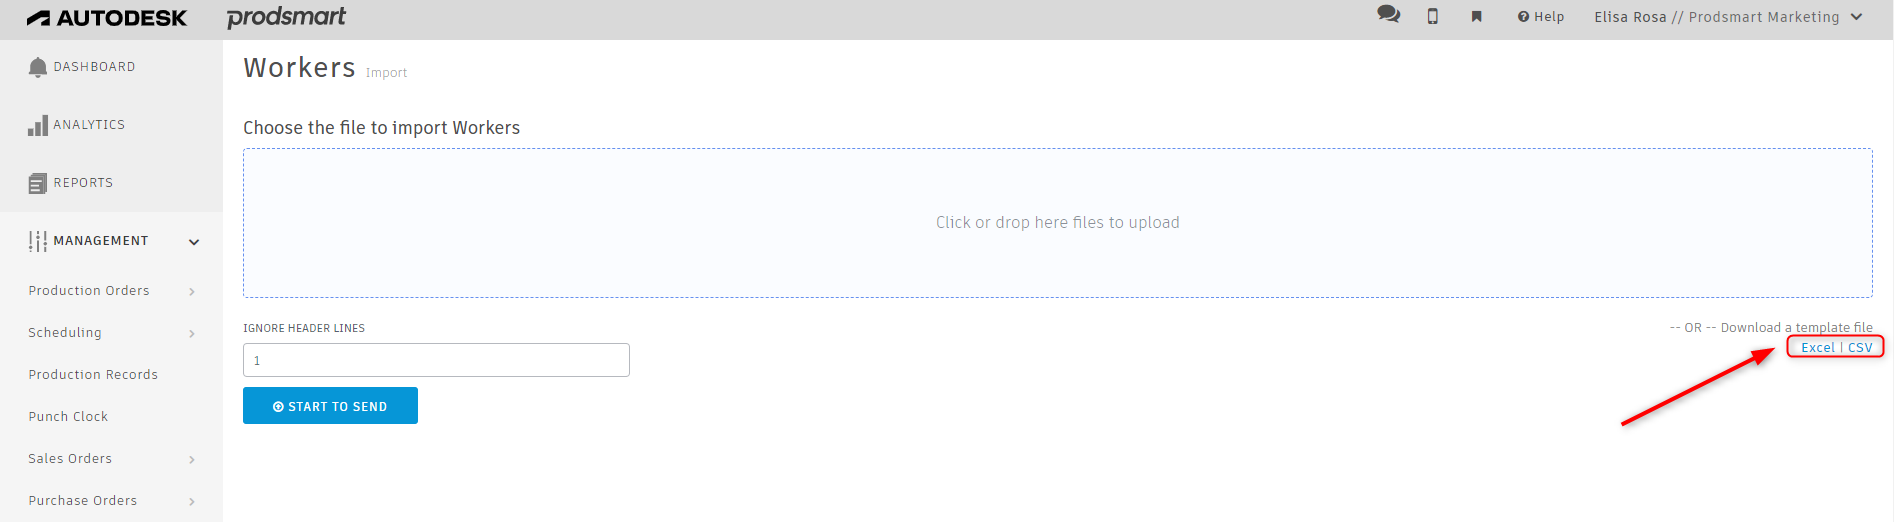 AUTODESK prodsmart Help Elisa Rosa // Prodsmart Marketing
DASHBOARD
ANALYTICS
REPORTS
MANAGEMENT
Production Orders
Scheduling
Production Records
Punch Clock
Sales Orders
Purchase Orders
Workers Import
Choose the file to import Workers
Click or drop here files to upload
IGNORE HEADER LINES
1
START TO SEND
-- OR -- Download a template file
Excel | CSV